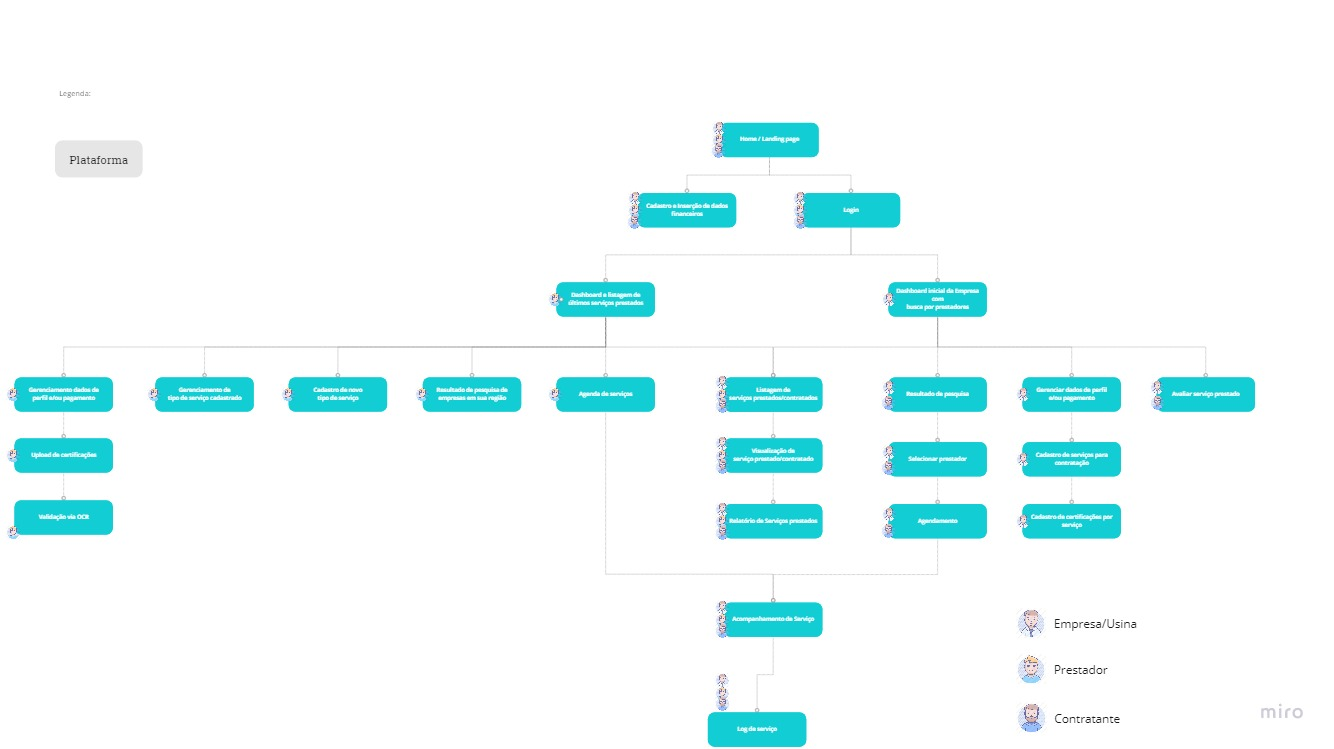 Legenda:
Plataforma
Home / Landing page
Cadastro e inserção de dados
financeiros
Login
Dashboard e listagem de
últimos serviços prestados
Dashboard inicial da Empresa
com
busca por prestadores
Gerenciamento dados de
perfil e/ou pagamento
Gerenciamento de
tipo de serviço cadastrado
Cadastro de novo
tipo de serviço
Resultado de pesquisa de
empresas em sua região
Agenda de serviços
Listagem de
serviços prestados/contratados
Resultado de pesquisa
Gerenciar dados de perfil
e/ou pagamento
Avaliar serviço prestado
Upload de certificações
Visualização de
serviço prestado/contratado
Selecionar prestador
Cadastro de serviços para
contratação
Validação via OCR
Relatório de Serviços prestados
Agendamento
Cadastro de certificações por
serviço
Acompanhamento de Serviço
Log de serviço
Empresa/Usina
Prestador
Contratante
miro